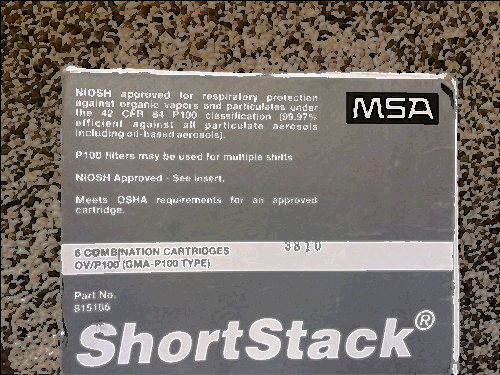 NIOSH approved for respiratory protection
against organic vapors and particulates under
the 42 CFR 84 P100 classification (99.97%
efficient against all particulate aerosols
including oil-based aerosols).
MSA
P100 filters may be used for multiple shifts
NIOSH Approved - See insert.
Meets OSHA requirements for an approved
cartridge.
6 COMBINATION CARTRIDGES
OV/P100 (GMA-P100 TYPE)
3810
Part No.
815186
3810
ShortStack®